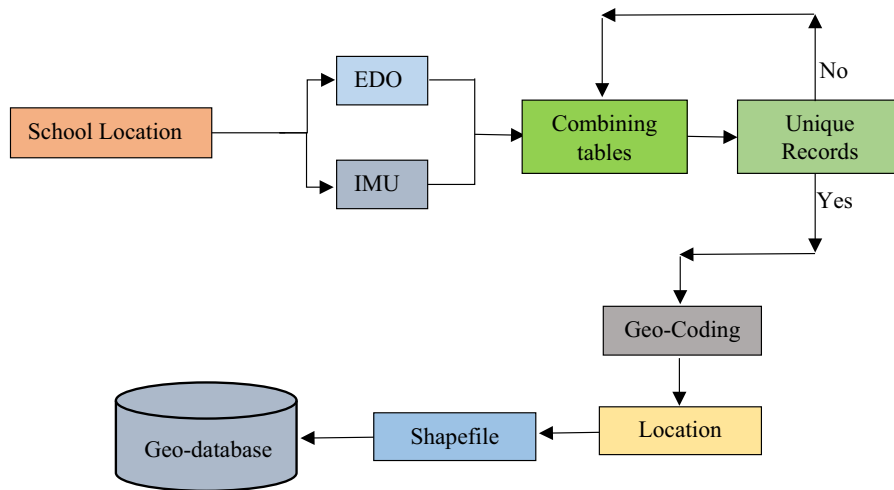 School Location
EDO
IMU
Combining
tables
Unique
Records
No
Yes
Geo-Coding
Location
Shapefile
Geo-database